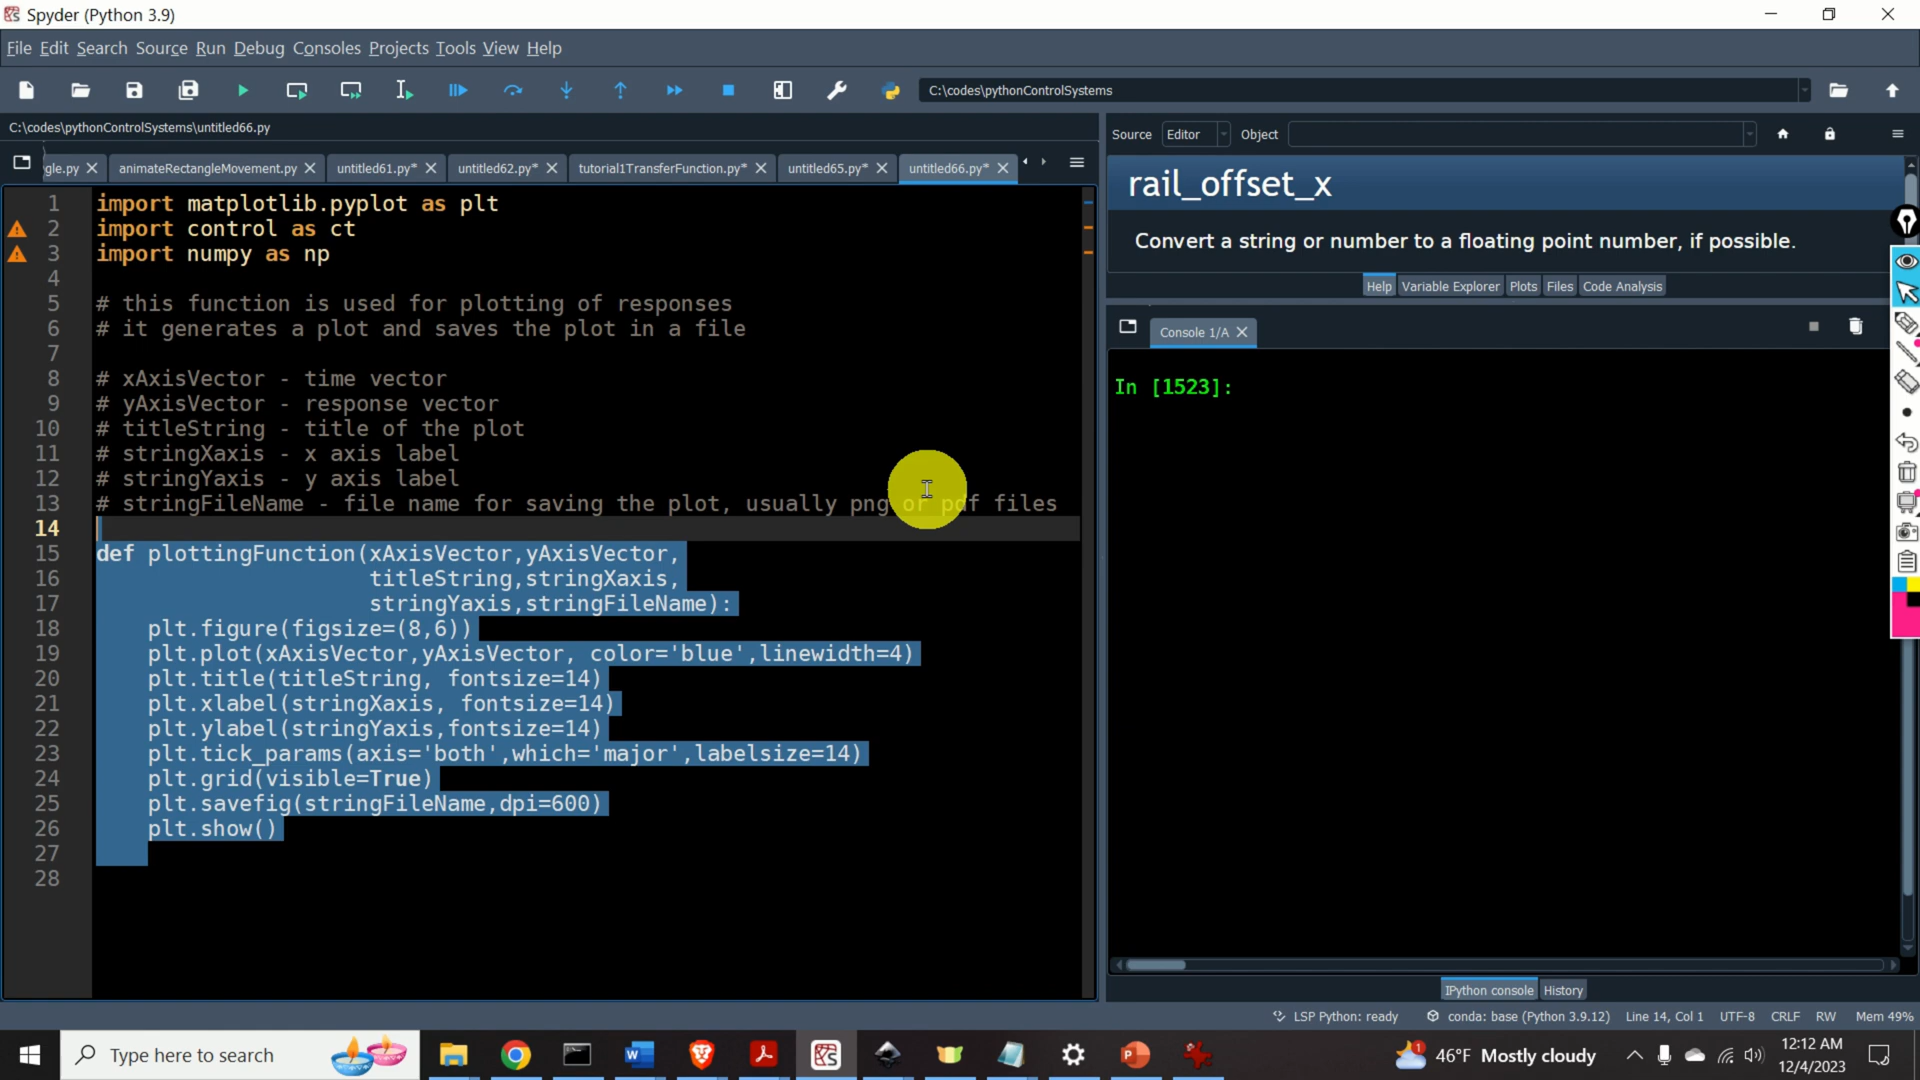 Spyder (Python 3.9)
File Edit Search Source Run Debug Consoles Projects Tools View Help
C:\codes\pythonControlSystems
C:\codes\pythonControlSystems\untitled66.py
gle.py animateRectangleMovement.py untitled61.py* untitled62.py* tutorial1TransferFunction.py* untitled65.py* untitled66.py*
1 import matplotlib.pyplot as plt
2 import control as ct
3 import numpy as np
4
5 # this function is used for plotting of responses
6 # it generates a plot and saves the plot in a file
7
8 # xAxisVector - time vector
9 # yAxisVector - response vector
10 # titleString - title of the plot
11 # stringXaxis - x axis label
12 # stringYaxis - y axis label
13 # stringFileName - file name for saving the plot, usually png or pdf files
14
15 def plottingFunction(xAxisVector,yAxisVector,
16 titleString,stringXaxis,
17 stringYaxis,stringFileName):
18 plt.figure(figsize=(8,6))
19 plt.plot(xAxisVector,yAxisVector, color='blue',linewidth=4)
20 plt.title(titleString, fontsize=14)
21 plt.xlabel(stringXaxis, fontsize=14)
22 plt.ylabel(stringYaxis,fontsize=14)
23 plt.tick_params(axis='both',which='major',labelsize=14)
24 plt.grid(visible=True)
25 plt.savefig(stringFileName,dpi=600)
26 plt.show()
27
28
Source Editor Object
rail_offset_x
Convert a string or number to a floating point number, if possible.
Help Variable Explorer Plots Files Code Analysis
Console 1/A
In [1523]:
IPython console History
LSP Python: ready conda: base (Python 3.9.12) Line 14, Col 1 UTF-8 CRLF RW Mem 49%
Type here to search
1 46°F Mostly cloudy
12:12 AM
12/4/2023